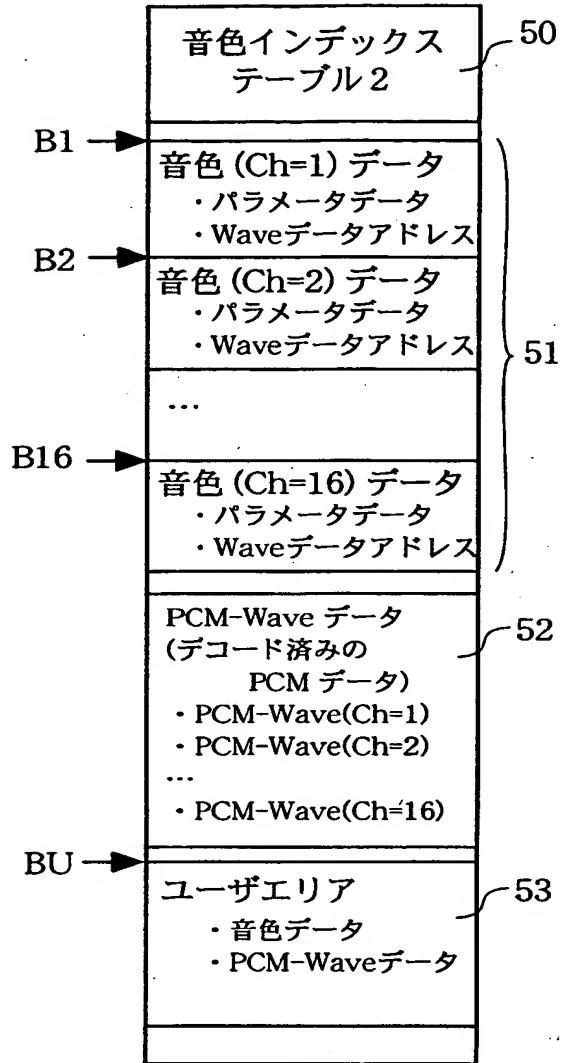 音色インデックス
テーブル2
50
B1
音色 (Ch=1) データ
・パラメータデータ
・Waveデータアドレス
B2
音色 (Ch=2) データ
・パラメータデータ
・Waveデータアドレス
51
…
B16
音色 (Ch=16) データ
・パラメータデータ
・Waveデータアドレス
PCM-Wave データ
(デコード済みの
PCM データ)
・PCM-Wave(Ch=1)
・PCM-Wave(Ch=2)
…
・PCM-Wave(Ch=16)
52
BU
ユーザエリア
・音色データ
・PCM-Waveデータ
53